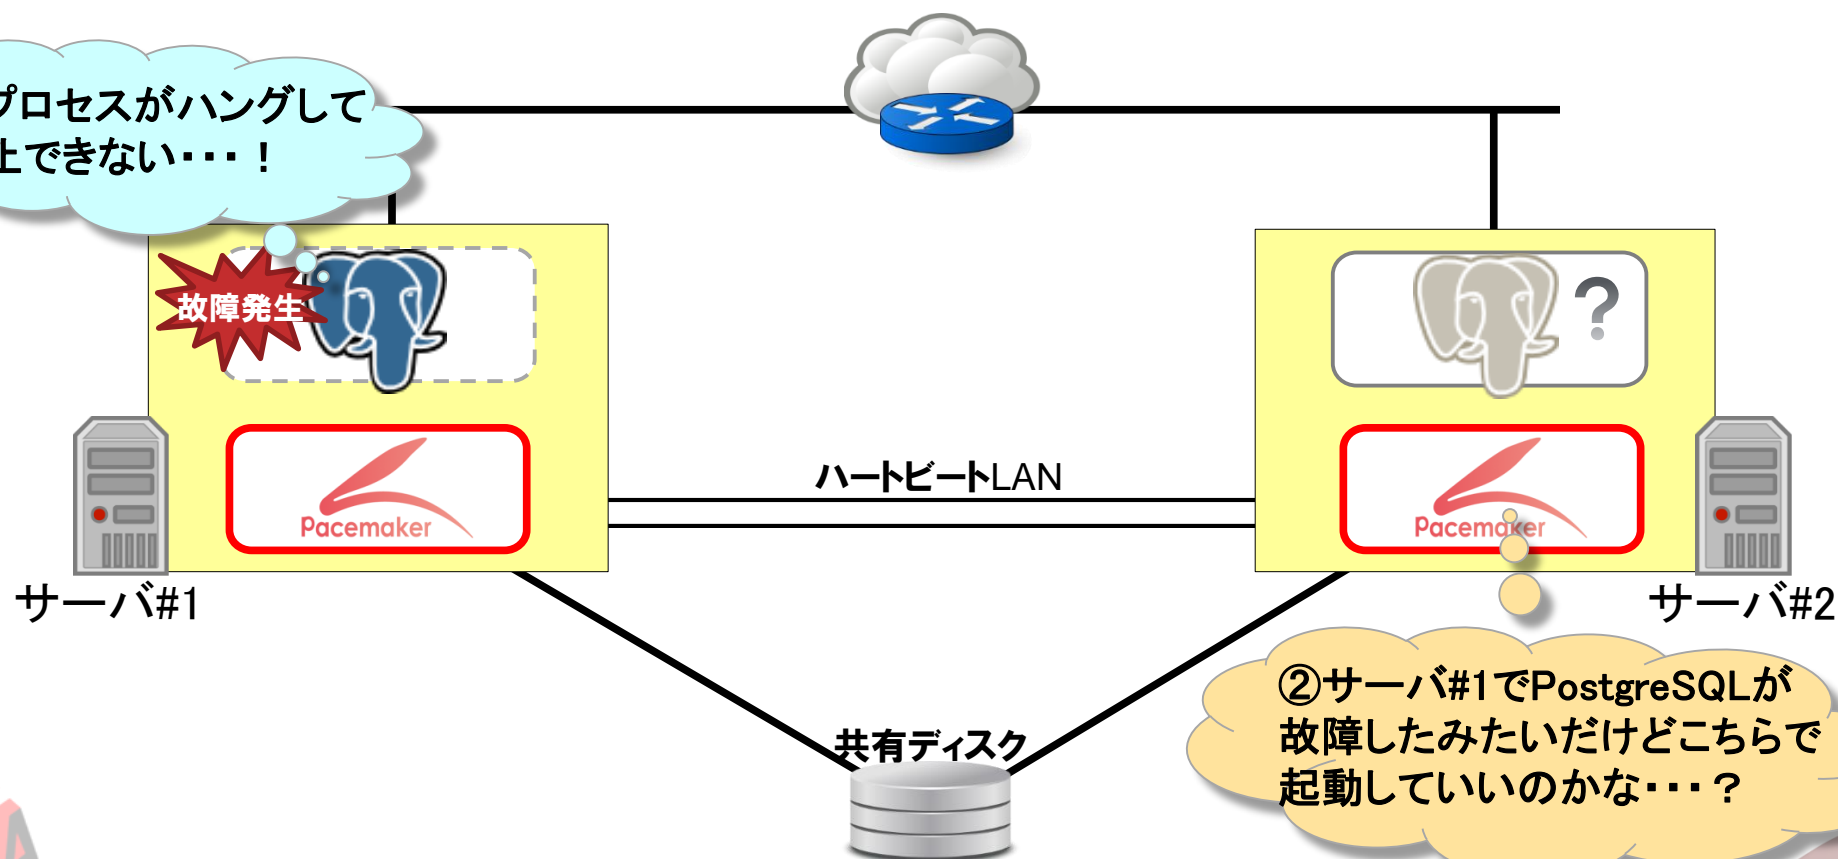 プロセスがハングして
止できない・・・！
故障発生
?
Pacemaker
ハートビートLAN
Pacemaker
サーバ#1
サーバ#2
②サーバ#1でPostgreSQLが
故障したみたいだけどこちらで
起動していいのかな・・・？
共有ディスク